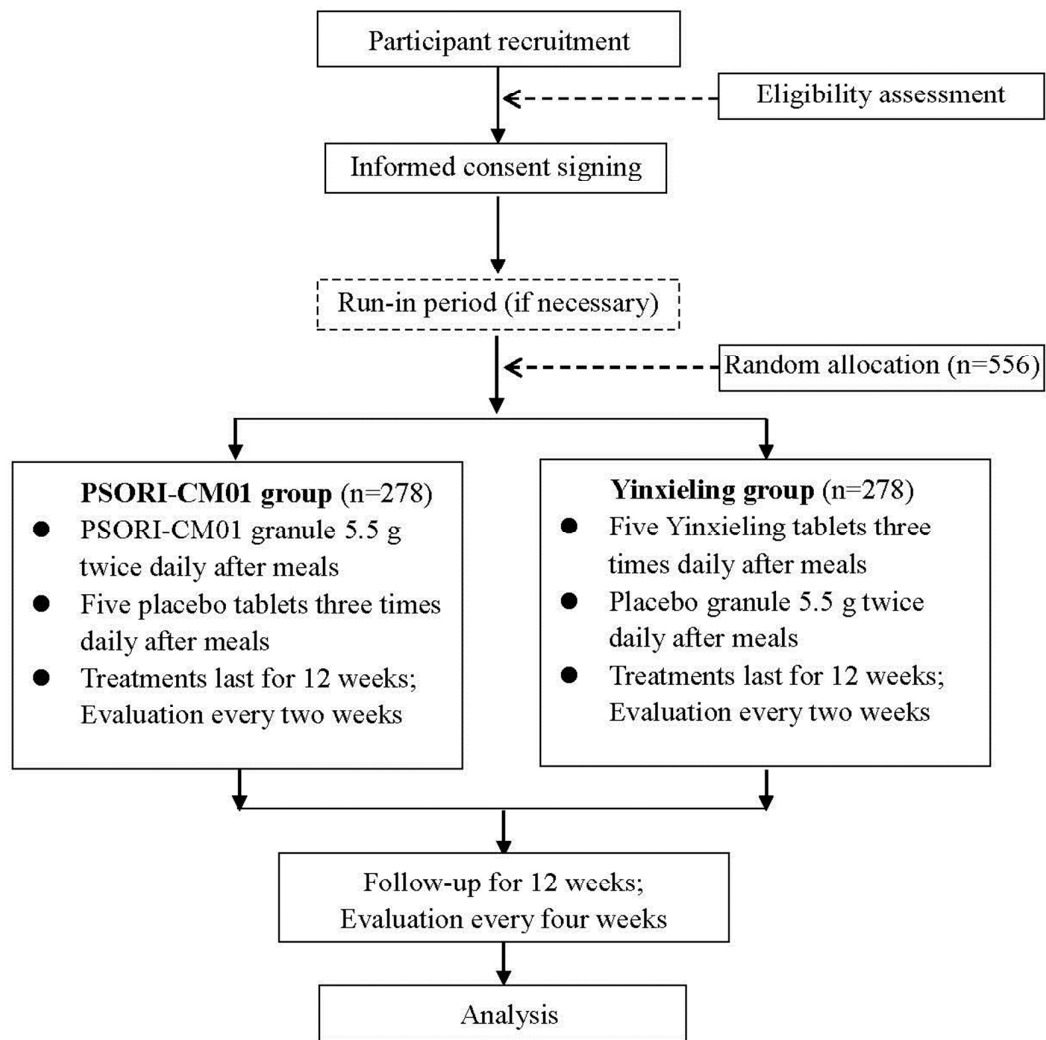 Participant recruitment
Eligibility assessment
Informed consent signing
Run-in period (if necessary)
Random allocation (n=556)
PSORI-CM01 group (n=278)
● PSORI-CM01 granule 5.5 g
twice daily after meals
● Five placebo tablets three times
daily after meals
● Treatments last for 12 weeks;
Evaluation every two weeks
Yinxieling group (n=278)
● Five Yinxieling tablets three
times daily after meals
● Placebo granule 5.5 g twice
daily after meals
● Treatments last for 12 weeks;
Evaluation every two weeks
Follow-up for 12 weeks;
Evaluation every four weeks
Analysis